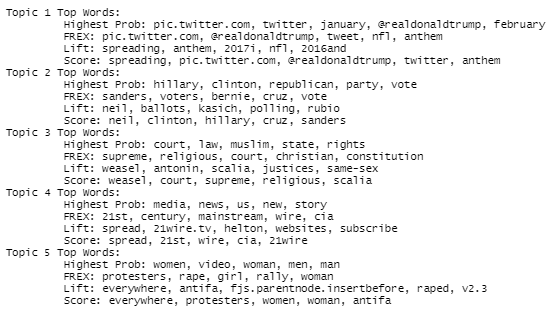 Topic 1 Top Words:
Highest Prob: pic.twitter.com, twitter, january, @realdonaldtrump, february
FREX: pic.twitter.com, @realdonaldtrump, tweet, nfl, anthem
Lift: spreading, anthem, 2017i, nfl, 2016and
Score: spreading, pic.twitter.com, @realdonaldtrump, twitter, anthem
Topic 2 Top Words:
Highest Prob: hillary, clinton, republican, party, vote
FREX: sanders, voters, bernie, cruz, vote
Lift: neil, ballots, kasich, polling, rubio
Score: neil, clinton, hillary, cruz, sanders
Topic 3 Top Words:
Highest Prob: court, law, muslim, state, rights
FREX: supreme, religious, court, christian, constitution
Lift: weasel, antonin, scalia, justices, same-sex
Score: weasel, court, supreme, religious, scalia
Topic 4 Top Words:
Highest Prob: media, news, us, new, story
FREX: 21st, century, mainstream, wire, cia
Lift: spread, 21wire.tv, helton, websites, subscribe
Score: spread, 21st, wire, cia, 21wire
Topic 5 Top Words:
Highest Prob: women, video, woman, men, man
FREX: protesters, rape, girl, rally, woman
Lift: everywhere, antifa, fjs.parentnode.insertbefore, raped, v2.3
Score: everywhere, protesters, women, woman, antifa